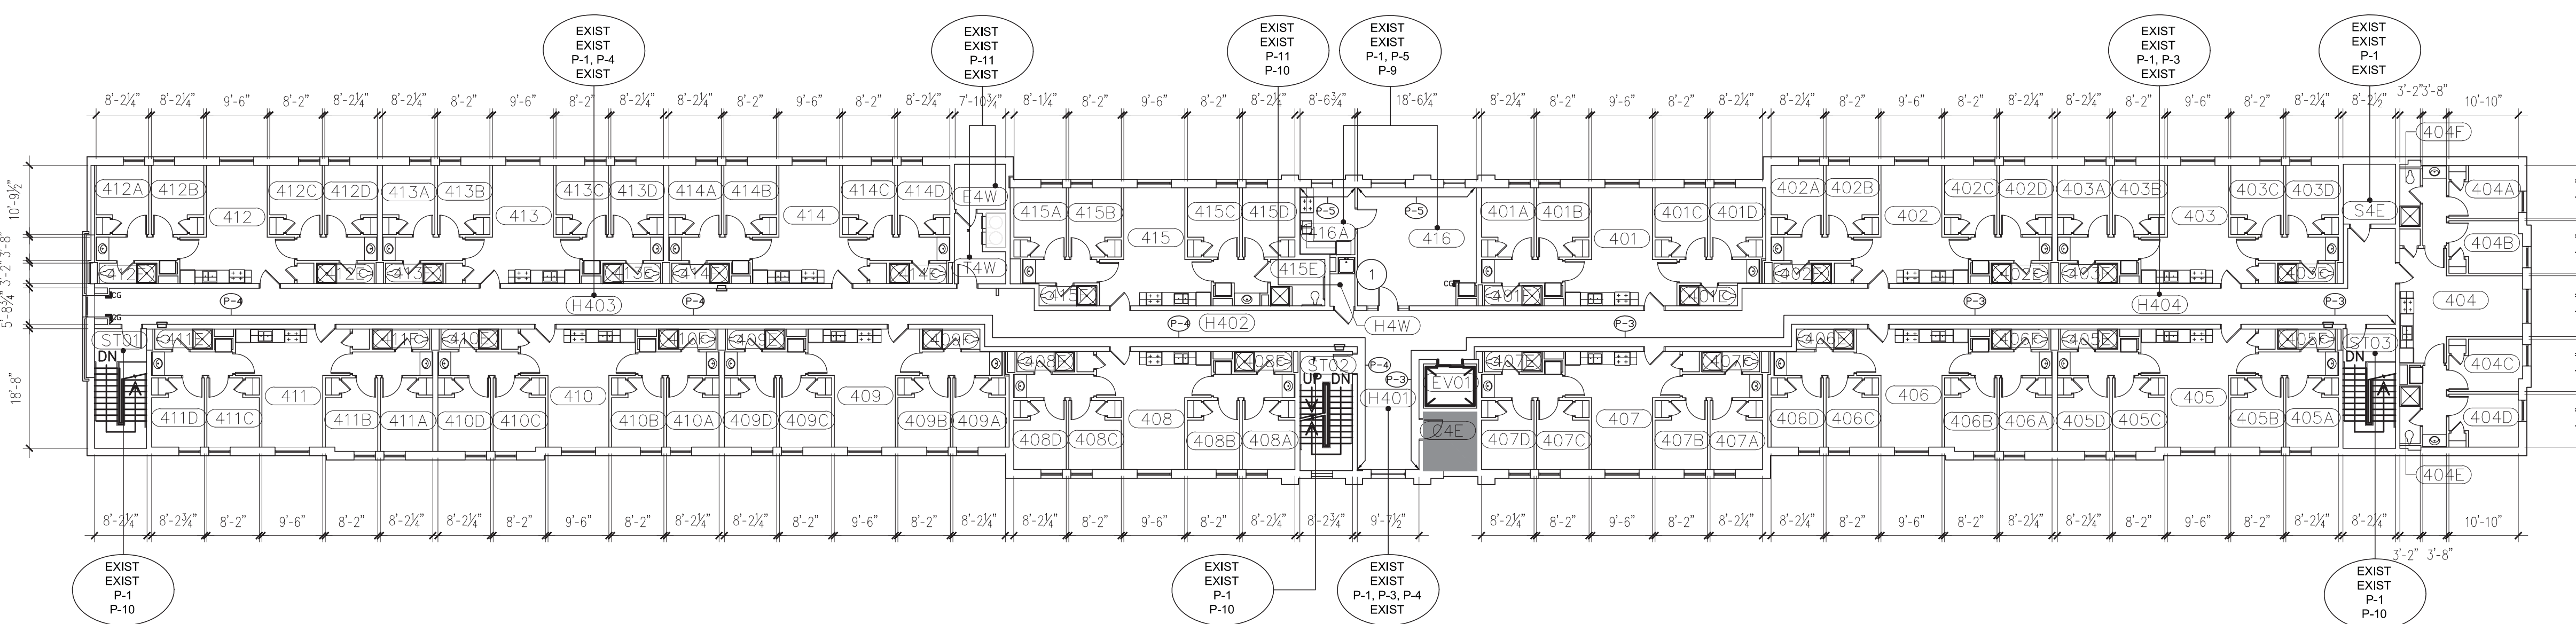 EXIST
EXIST
P-1, P-4
EXIST
EXIST
EXIST
P-11
EXIST
EXIST
EXIST
P-11
P-10
EXIST
EXIST
P-1, P-5
P-9
EXIST
EXIST
P-1, P-3
EXIST
EXIST
EXIST
P-1
EXIST
8'-2¼" 8'-2¼" 9'-6" 8'-2" 8'-2¼" 8'-2¼" 8'-2" 9'-6" 8'-2" 8'-2¼" 8'-2¼" 8'-2" 9'-6" 8'-2" 8'-2¼" 7'-10¾" 8'-1¼" 8'-2" 9'-6" 8'-2" 8'-2¼" 8'-6¾" 18'-6¼" 8'-2¼" 8'-2" 9'-6" 8'-2" 8'-2¼" 8'-2¼" 8'-2" 9'-6" 8'-2" 8'-2¼" 8'-2¼" 8'-2" 9'-6" 8'-2" 8'-2¼" 8'-2½" 3'-2" 3'-8" 10'-10"
404F
10'-9½"
3'-8"
3'-2"
5'-8¾"
18'-8"
412A 412B 412C 412D 413A 413B 413C 413D 414A 414B 414C 414D E4W 415A 415B 415C 415D P-5 P-5 401A 401B 401C 401D 402A 402B 402C 402D 403A 403B 403C 403D 404A
412 413 414 415 416A 416 401 402 403 S4E 404B
T4W 415E 1
CG CG CG
P-4 H403 P-4 H402 P-4 H4W P-3 P-3 H404 P-3 404
ST01 DN ST02 UP DN P-4 P-3 EV01 H401 ST03 DN 404C
411 410 409 408 407 406 405
411D 411C 411B 411A 410D 410C 410B 410A 409D 409C 409B 409A 408D 408C 408B 408A 407D 407C 407B 407A 406D 406C 406B 406A 405D 405C 405B 405A 404D
404E
8'-2¼" 8'-2¾" 8'-2" 9'-6" 8'-2" 8'-2¼" 8'-2¼" 8'-2" 9'-6" 8'-2" 8'-2¼" 8'-2¼" 8'-2" 9'-6" 8'-2" 8'-2¼" 8'-2¼" 8'-2" 9'-6" 8'-2" 8'-2¼" 8'-2¾" 9'-7½" 8'-2¼" 8'-2" 9'-6" 8'-2" 8'-2¼" 8'-2¼" 8'-2" 9'-6" 8'-2" 8'-2¼" 8'-2¼" 8'-2" 9'-6" 8'-2" 8'-2¼" 8'-2¼" 10'-10"
3'-2" 3'-8"
EXIST
EXIST
P-1
P-10
EXIST
EXIST
P-1
P-10
EXIST
EXIST
P-1, P-3, P-4
EXIST
EXIST
EXIST
P-1
P-10